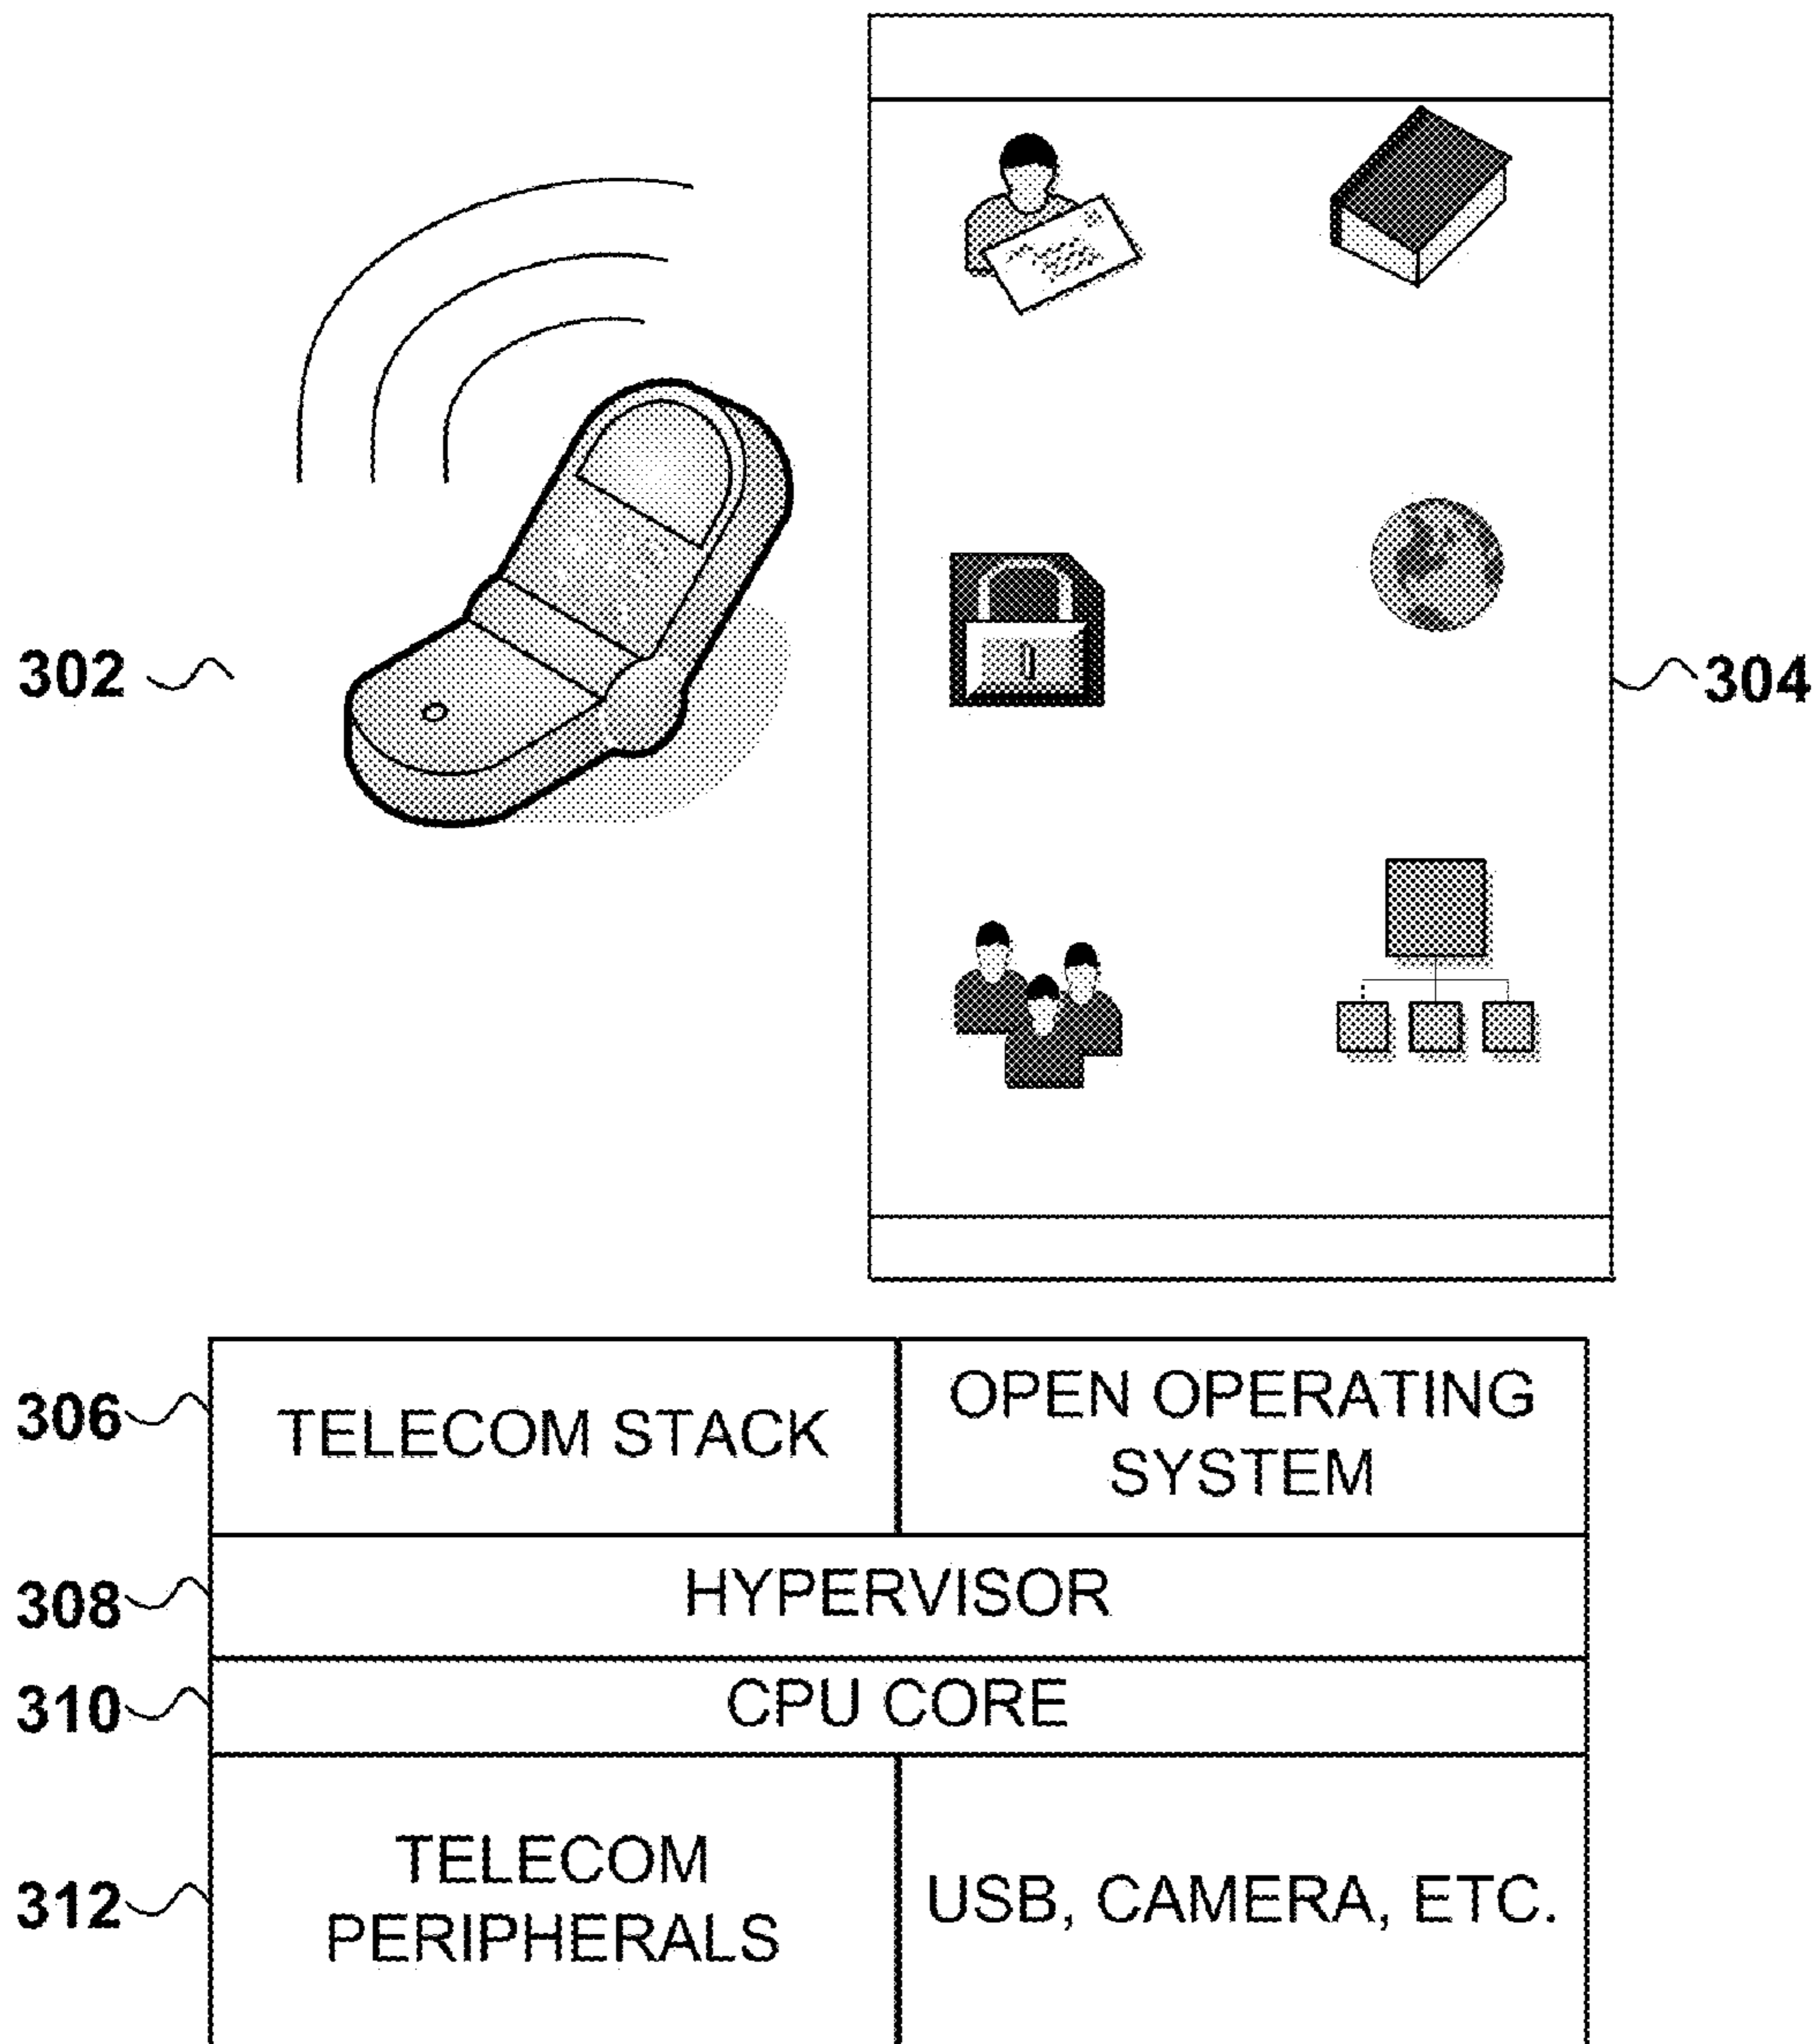 302
304
306
TELECOM STACK
OPEN OPERATING
SYSTEM
308
HYPERVISOR
310
CPU CORE
312
TELECOM
PERIPHERALS
USB, CAMERA, ETC.